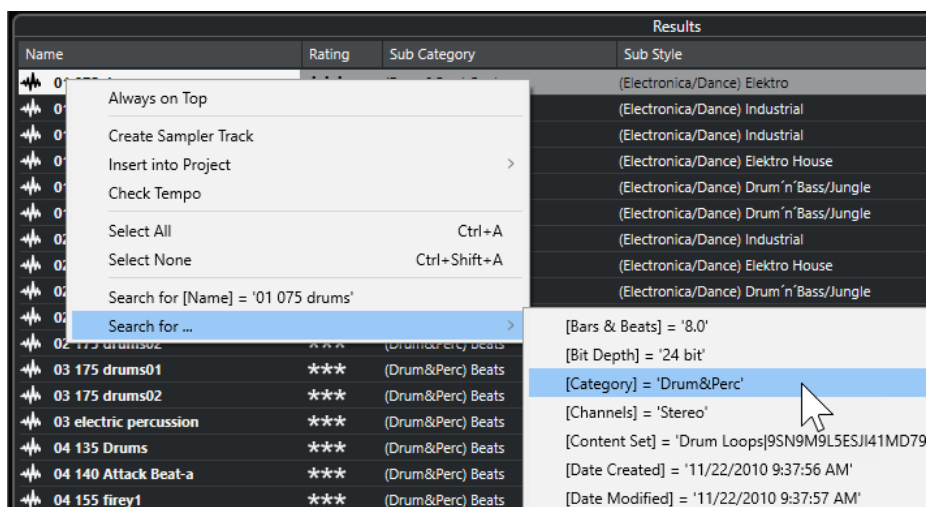 Results
Name Rating Sub Category Sub Style
(Electronica/Dance) Elektro
(Electronica/Dance) Industrial
(Electronica/Dance) Industrial
(Electronica/Dance) Elektro House
(Electronica/Dance) Drum´n´Bass/Jungle
(Electronica/Dance) Drum´n´Bass/Jungle
(Electronica/Dance) Industrial
(Electronica/Dance) Elektro House
(Electronica/Dance) Drum´n´Bass/Jungle
Always on Top
Create Sampler Track
Insert into Project >
Check Tempo
Select All Ctrl+A
Select None Ctrl+Shift+A
Search for [Name] = '01 075 drums'
Search for ... >
[Bars & Beats] = '8.0'
[Bit Depth] = '24 bit'
[Category] = 'Drum&Perc'
[Channels] = 'Stereo'
[Content Set] = 'Drum Loops|9SN9M9L5ESJI41MD79
[Date Created] = '11/22/2010 9:37:56 AM'
[Date Modified] = '11/22/2010 9:37:57 AM'
02 175 drums02 *** (Drum&Perc) Beats
03 175 drums01 *** (Drum&Perc) Beats
03 175 drums02 *** (Drum&Perc) Beats
03 electric percussion *** (Drum&Perc) Beats
04 135 Drums *** (Drum&Perc) Beats
04 140 Attack Beat-a *** (Drum&Perc) Beats
04 155 firey1 *** (Drum&Perc) Beats